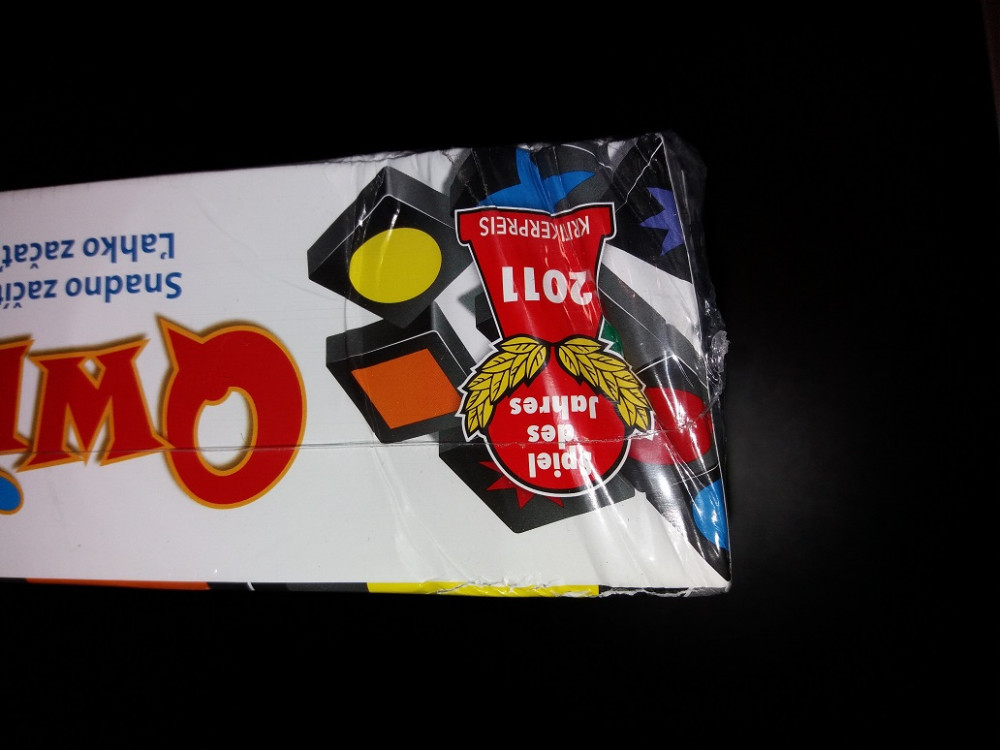 Spiel
des
Jahres
2011
KRITIKERPREIS
Qwi
Snadno začít
Ľahko začať